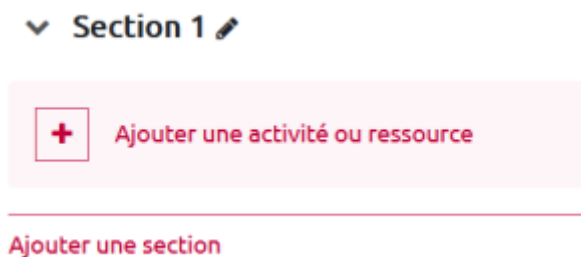 Section 1
Ajouter une activité ou ressource
Ajouter une section